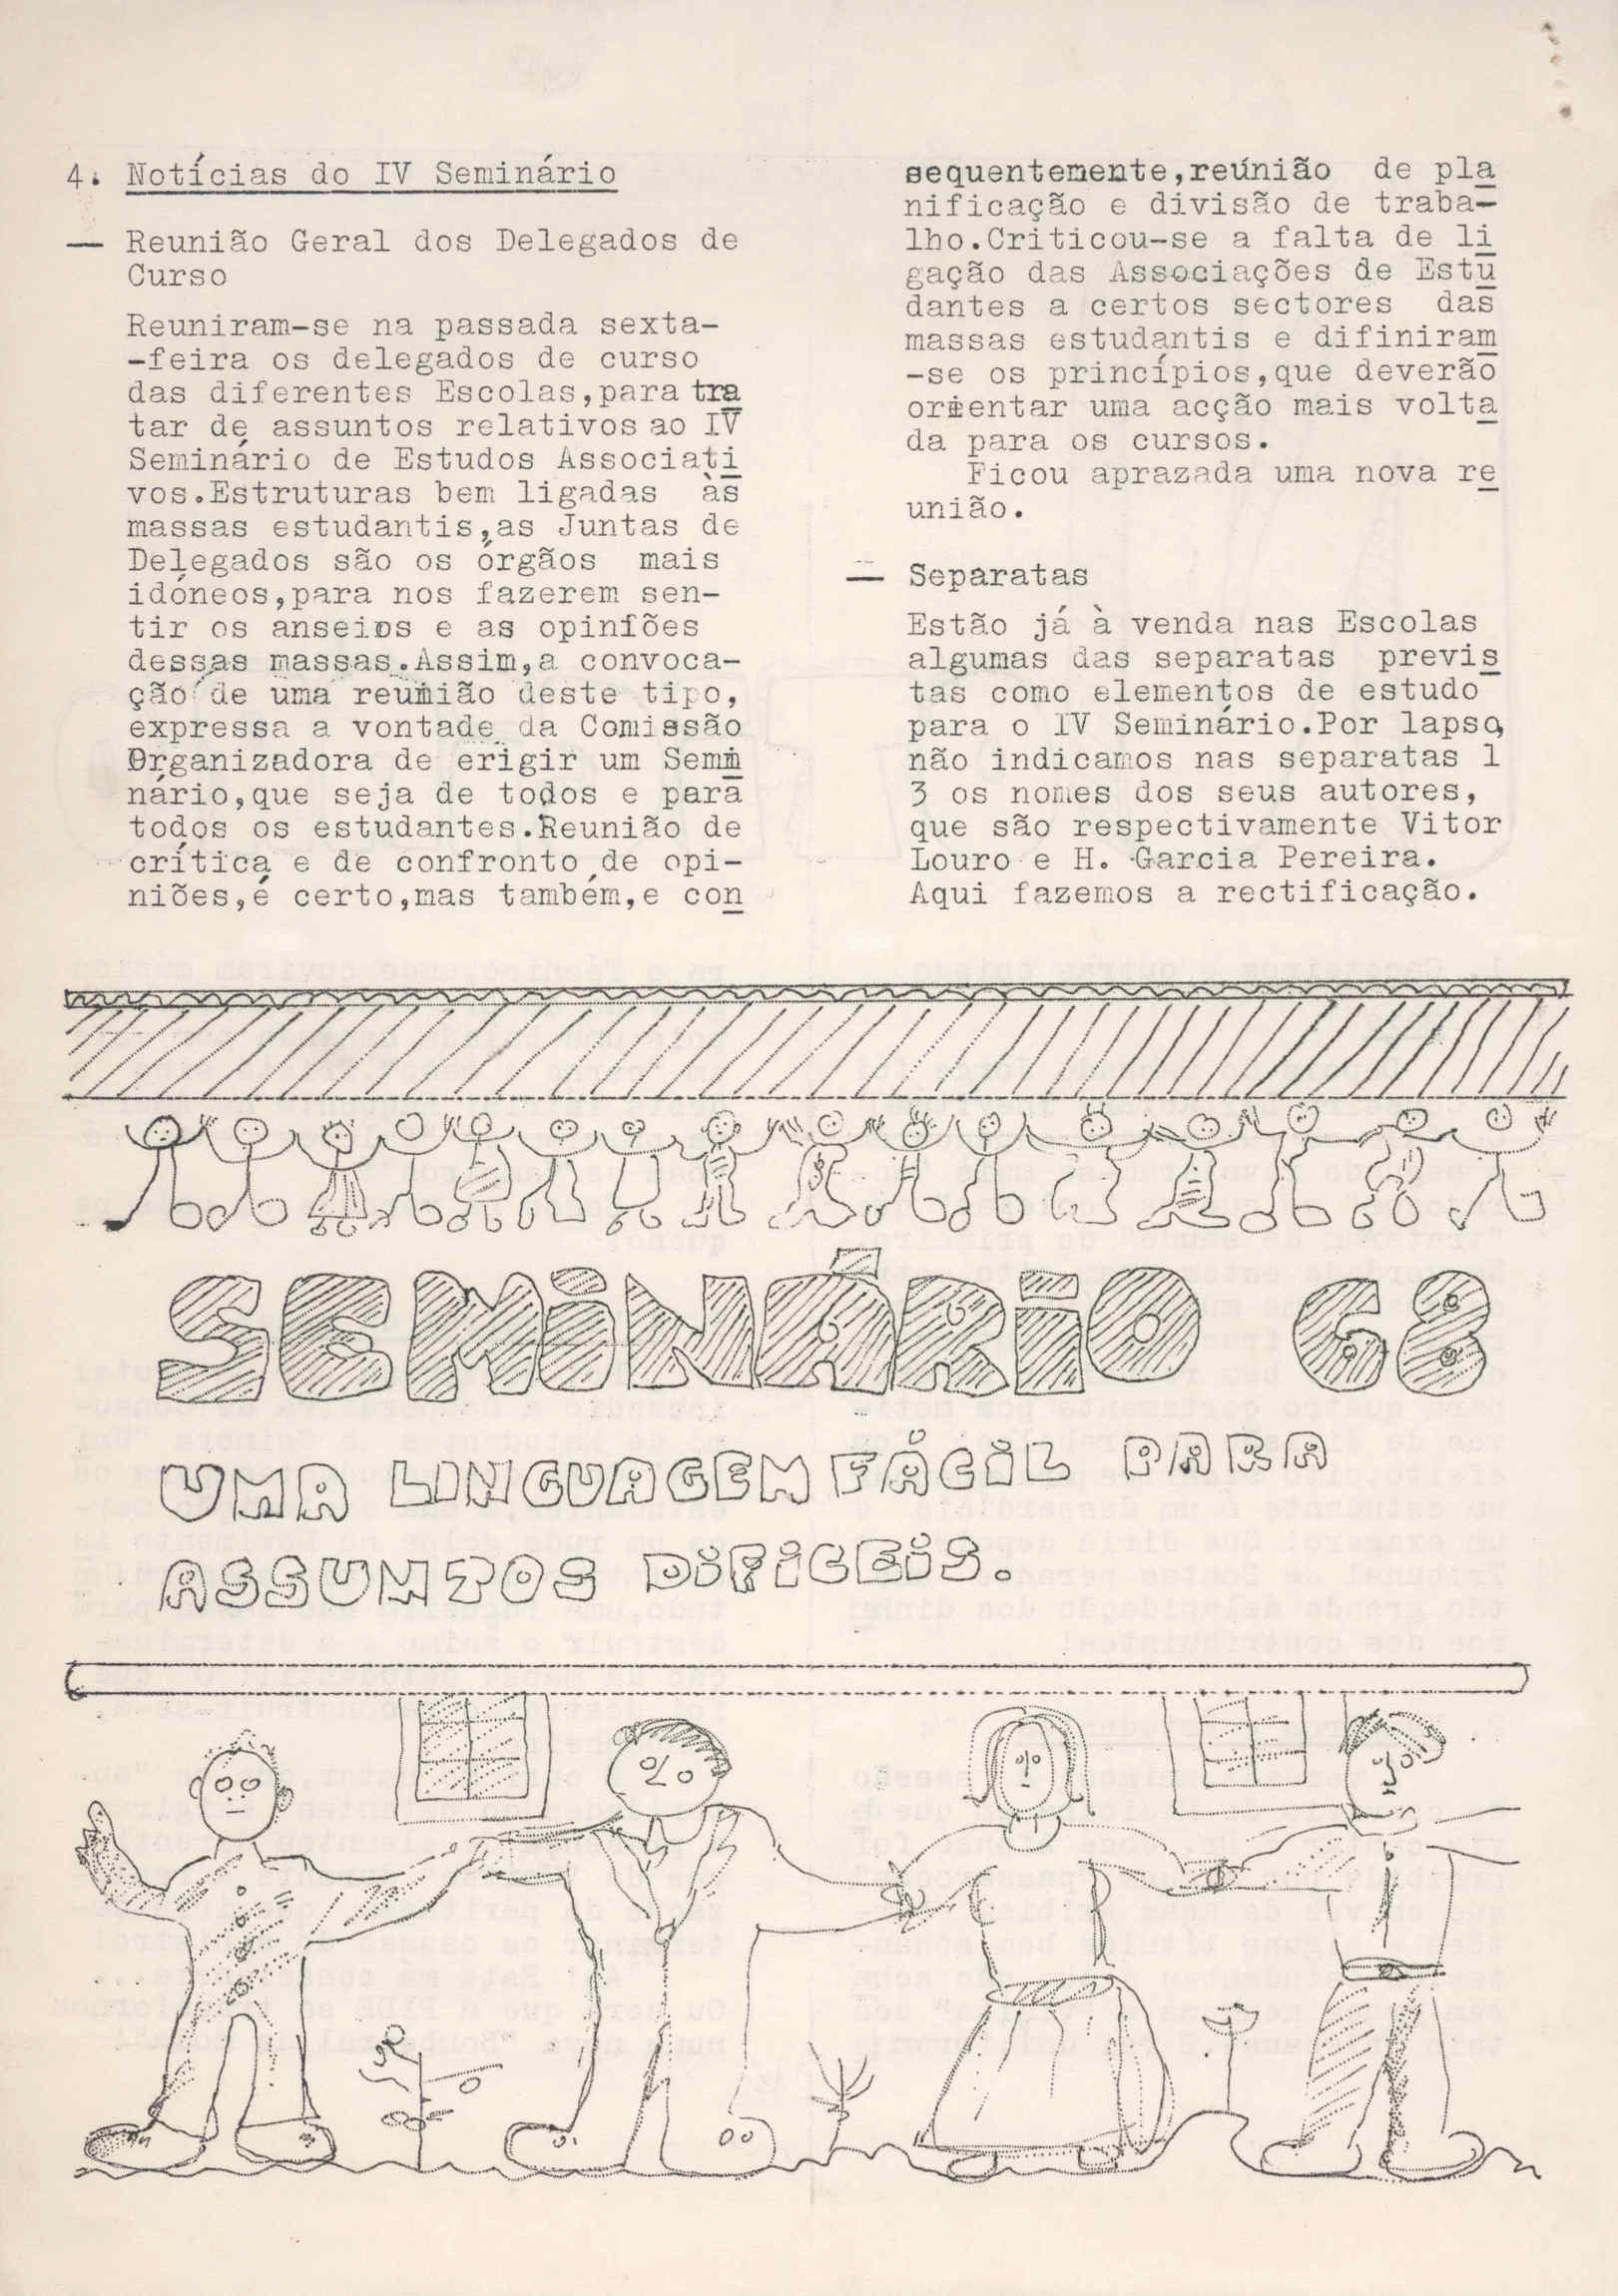 4. Notícias do IV Seminário
— Reunião Geral dos Delegados de
Curso
Reuniram-se na passada sexta-
-feira os delegados de curso
das diferentes Escolas,para tra
tar de assuntos relativos ao IV
Seminário de Estudos Associati
vos.Estruturas bem ligadas às
massas estudantis,as Juntas de
Delegados são os órgãos mais
idóneos,para nos fazerem sen-
tir os anseios e as opiniões
dessas massas.Assim,a convoca-
ção de uma reunião deste tipo,
expressa a vontade da Comissão
Organizadora de erigir um Semi
nário,que seja de todos e para
todos os estudantes.Reunião de
crítica e de confronto de opi-
niões,é certo,mas também,e con
sequentemente,reúnião de pla
nificação e divisão de traba-
lho.Criticou-se a falta de li
gação das Associações de Estu
dantes a certos sectores das
massas estudantis e difiniram
-se os princípios,que deverão
orientar uma acção mais volta
da para os cursos.
Ficou aprazada uma nova re
união.
— Separatas
Estão já à venda nas Escolas
algumas das separatas previs
tas como elementos de estudo
para o IV Seminário.Por lapso,
não indicamos nas separatas 1
3 os nomes dos seus autores,
que são respectivamente Vitor
Louro e H. Garcia Pereira.
Aqui fazemos a rectificação.
SEMINÁRIO 68
UMA LINGUAGEM FÁCIL PARA
ASSUNTOS DIFICEIS.